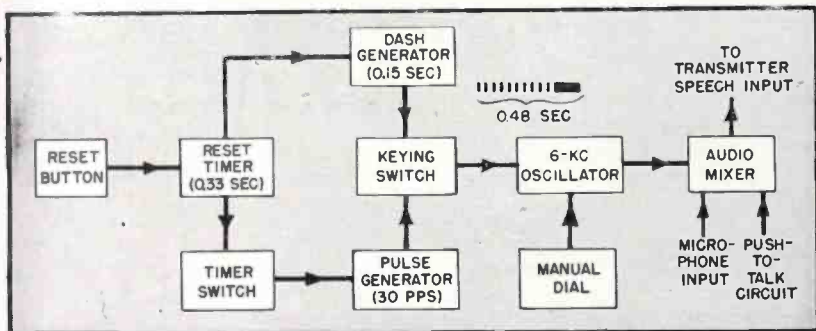 DASH
GENERATOR
(0.15 SEC)
TO
TRANSMITTER
SPEECH INPUT
0.48 SEC
RESET
BUTTON
RESET
TIMER
(0.33 SEC)
KEYING
SWITCH
6-KC
OSCILLATOR
AUDIO
MIXER
TIMER
SWITCH
PULSE
GENERATOR
(30 PPS)
MANUAL
DIAL
MICRO-
PHONE
INPUT
PUSH-
TO-
TALK
CIRCUIT